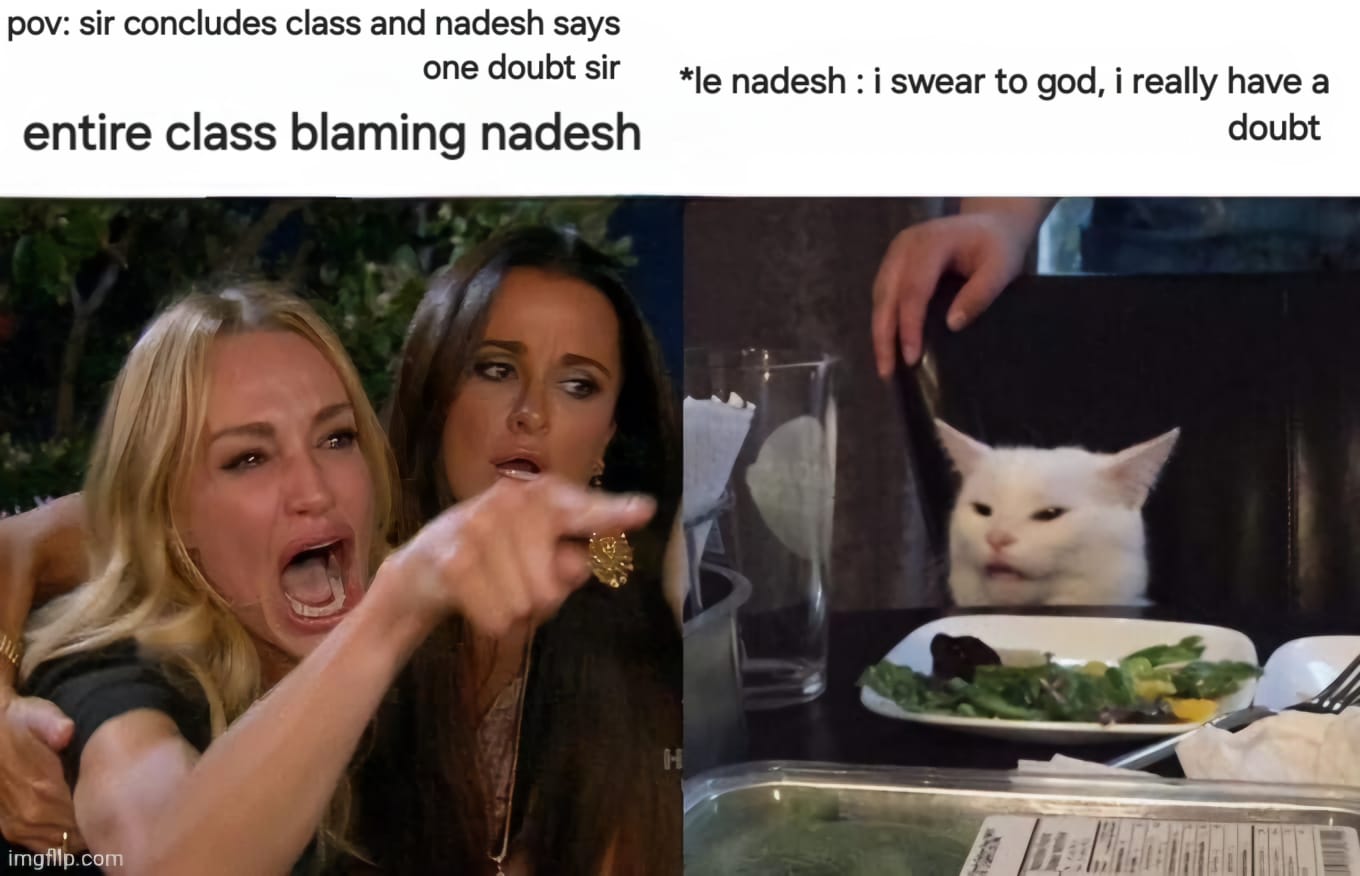 pov: sir concludes class and nadesh says
one doubt sir
entire class blaming nadesh
*le nadesh : i swear to god, i really have a
doubt
H
imgflip.com